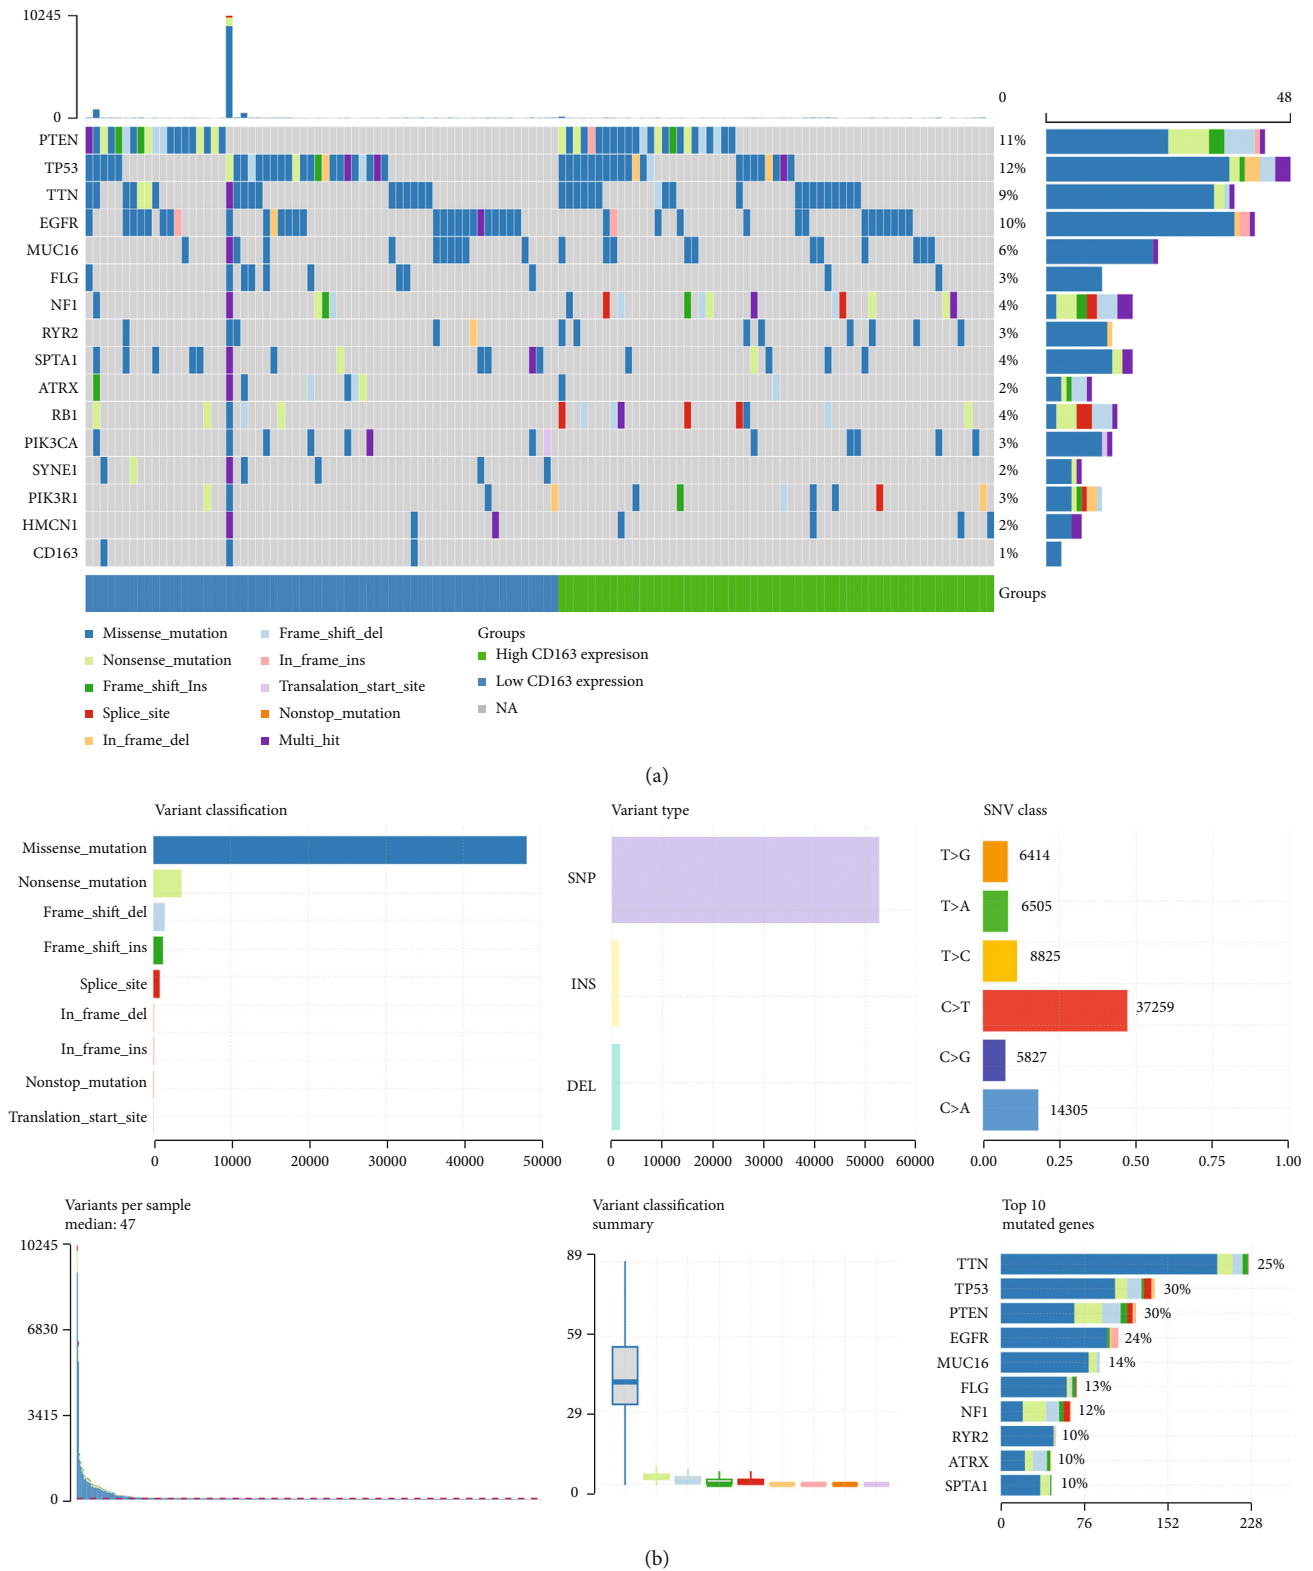 10245
0
0
48
PTEN 11%
TP53 12%
TTN 9%
EGFR 10%
MUC16 6%
FLG 3%
NF1 4%
RYR2 3%
SPTA1 4%
ATRX 2%
RB1 4%
PIK3CA 3%
SYNE1 2%
PIK3R1 3%
HMCN1 2%
CD163 1%
Groups
Missense_mutation
Nonsense_mutation
Frame_shift_Ins
Splice_site
In_frame_del
Frame_shift_del
In_frame_ins
Transalation_start_site
Nonstop_mutation
Multi_hit
Groups
High CD163 expresison
Low CD163 expression
NA
(a)
Variant classification
Missense_mutation
Nonsense_mutation
Frame_shift_del
Frame_shift_ins
Splice_site
In_frame_del
In_frame_ins
Nonstop_mutation
Translation_start_site
0 10000 20000 30000 40000 50000
Variant type
SNP
INS
DEL
0 10000 20000 30000 40000 50000 60000
SNV class
T>G 6414
T>A 6505
T>C 8825
C>T 37259
C>G 5827
C>A 14305
0.00 0.25 0.50 0.75 1.00
Variants per sample
median: 47
10245
6830
3415
0
Variant classification
summary
89
59
29
0
Top 10
mutated genes
TTN 25%
TP53 30%
PTEN 30%
EGFR 24%
MUC16 14%
FLG 13%
NF1 12%
RYR2 10%
ATRX 10%
SPTA1 10%
0 76 152 228
(b)